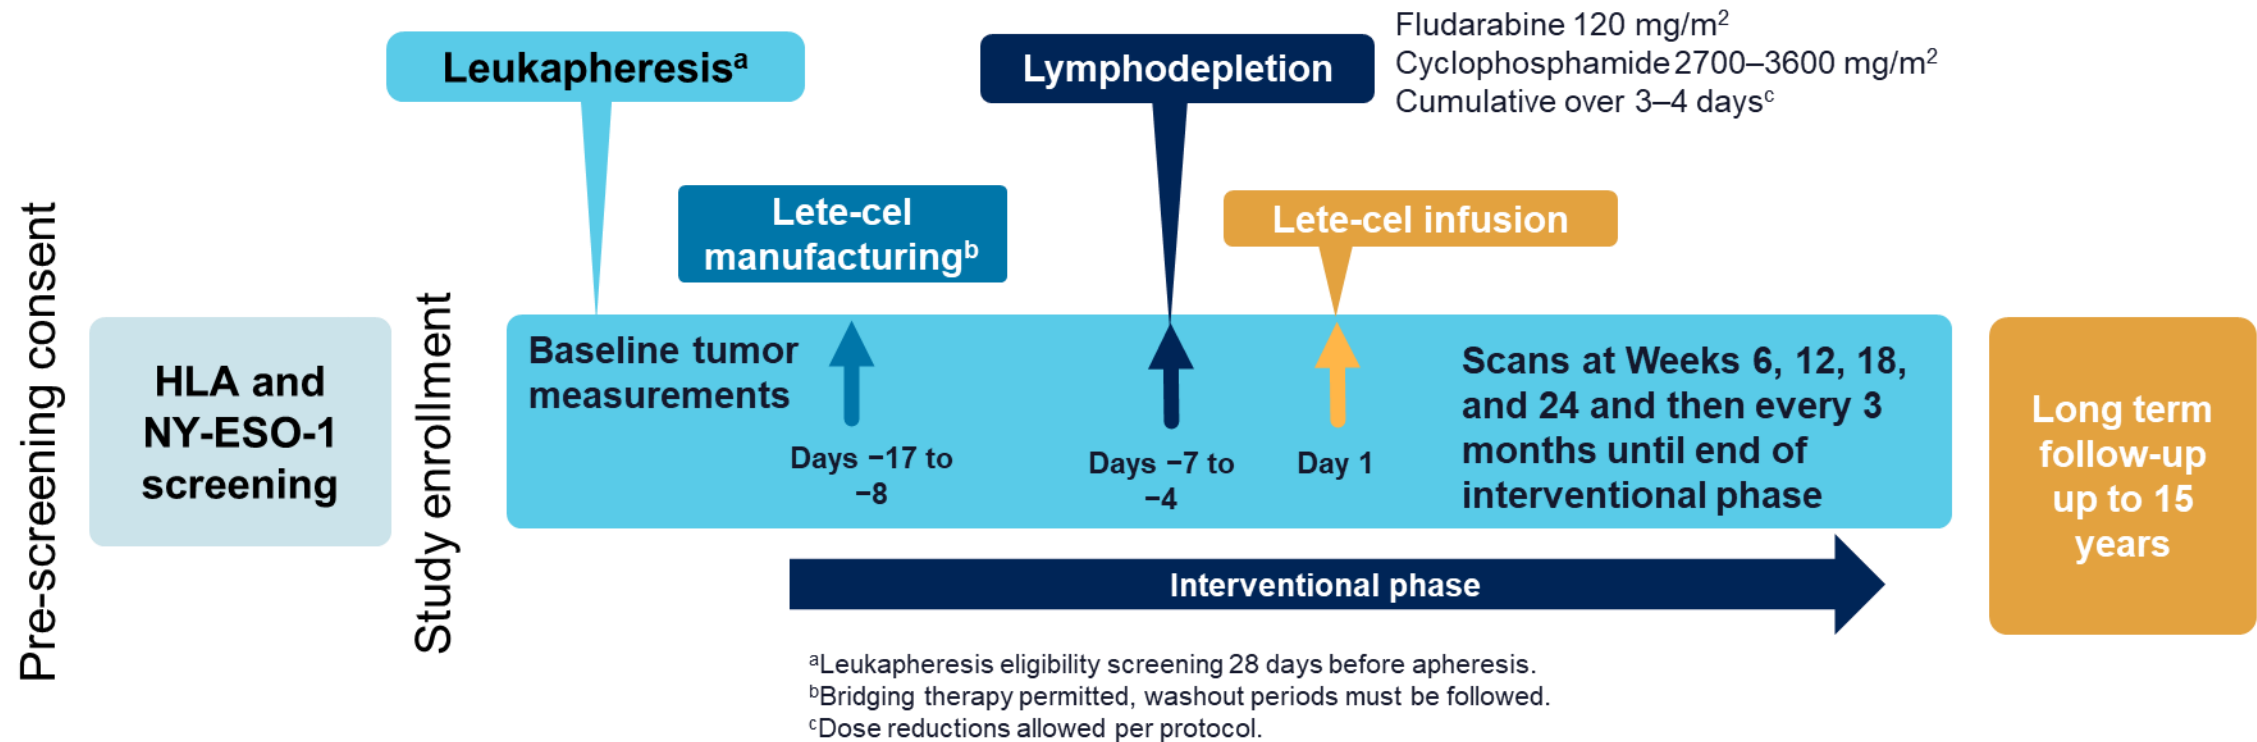 Pre-screening consent
HLA and
NY-ESO-1
screening
Study enrollment
Leukapheresisᵃ
Lete-cel
manufacturingᵇ
Lymphodepletion
Fludarabine 120 mg/m²
Cyclophosphamide 2700–3600 mg/m²
Cumulative over 3–4 daysᶜ
Lete-cel infusion
Baseline tumor
measurements
Days −17 to
−8
Days −7 to
−4
Day 1
Scans at Weeks 6, 12, 18,
and 24 and then every 3
months until end of
interventional phase
Interventional phase
Long term
follow-up
up to 15
years
ᵃLeukapheresis eligibility screening 28 days before apheresis.
ᵇBridging therapy permitted, washout periods must be followed.
ᶜDose reductions allowed per protocol.